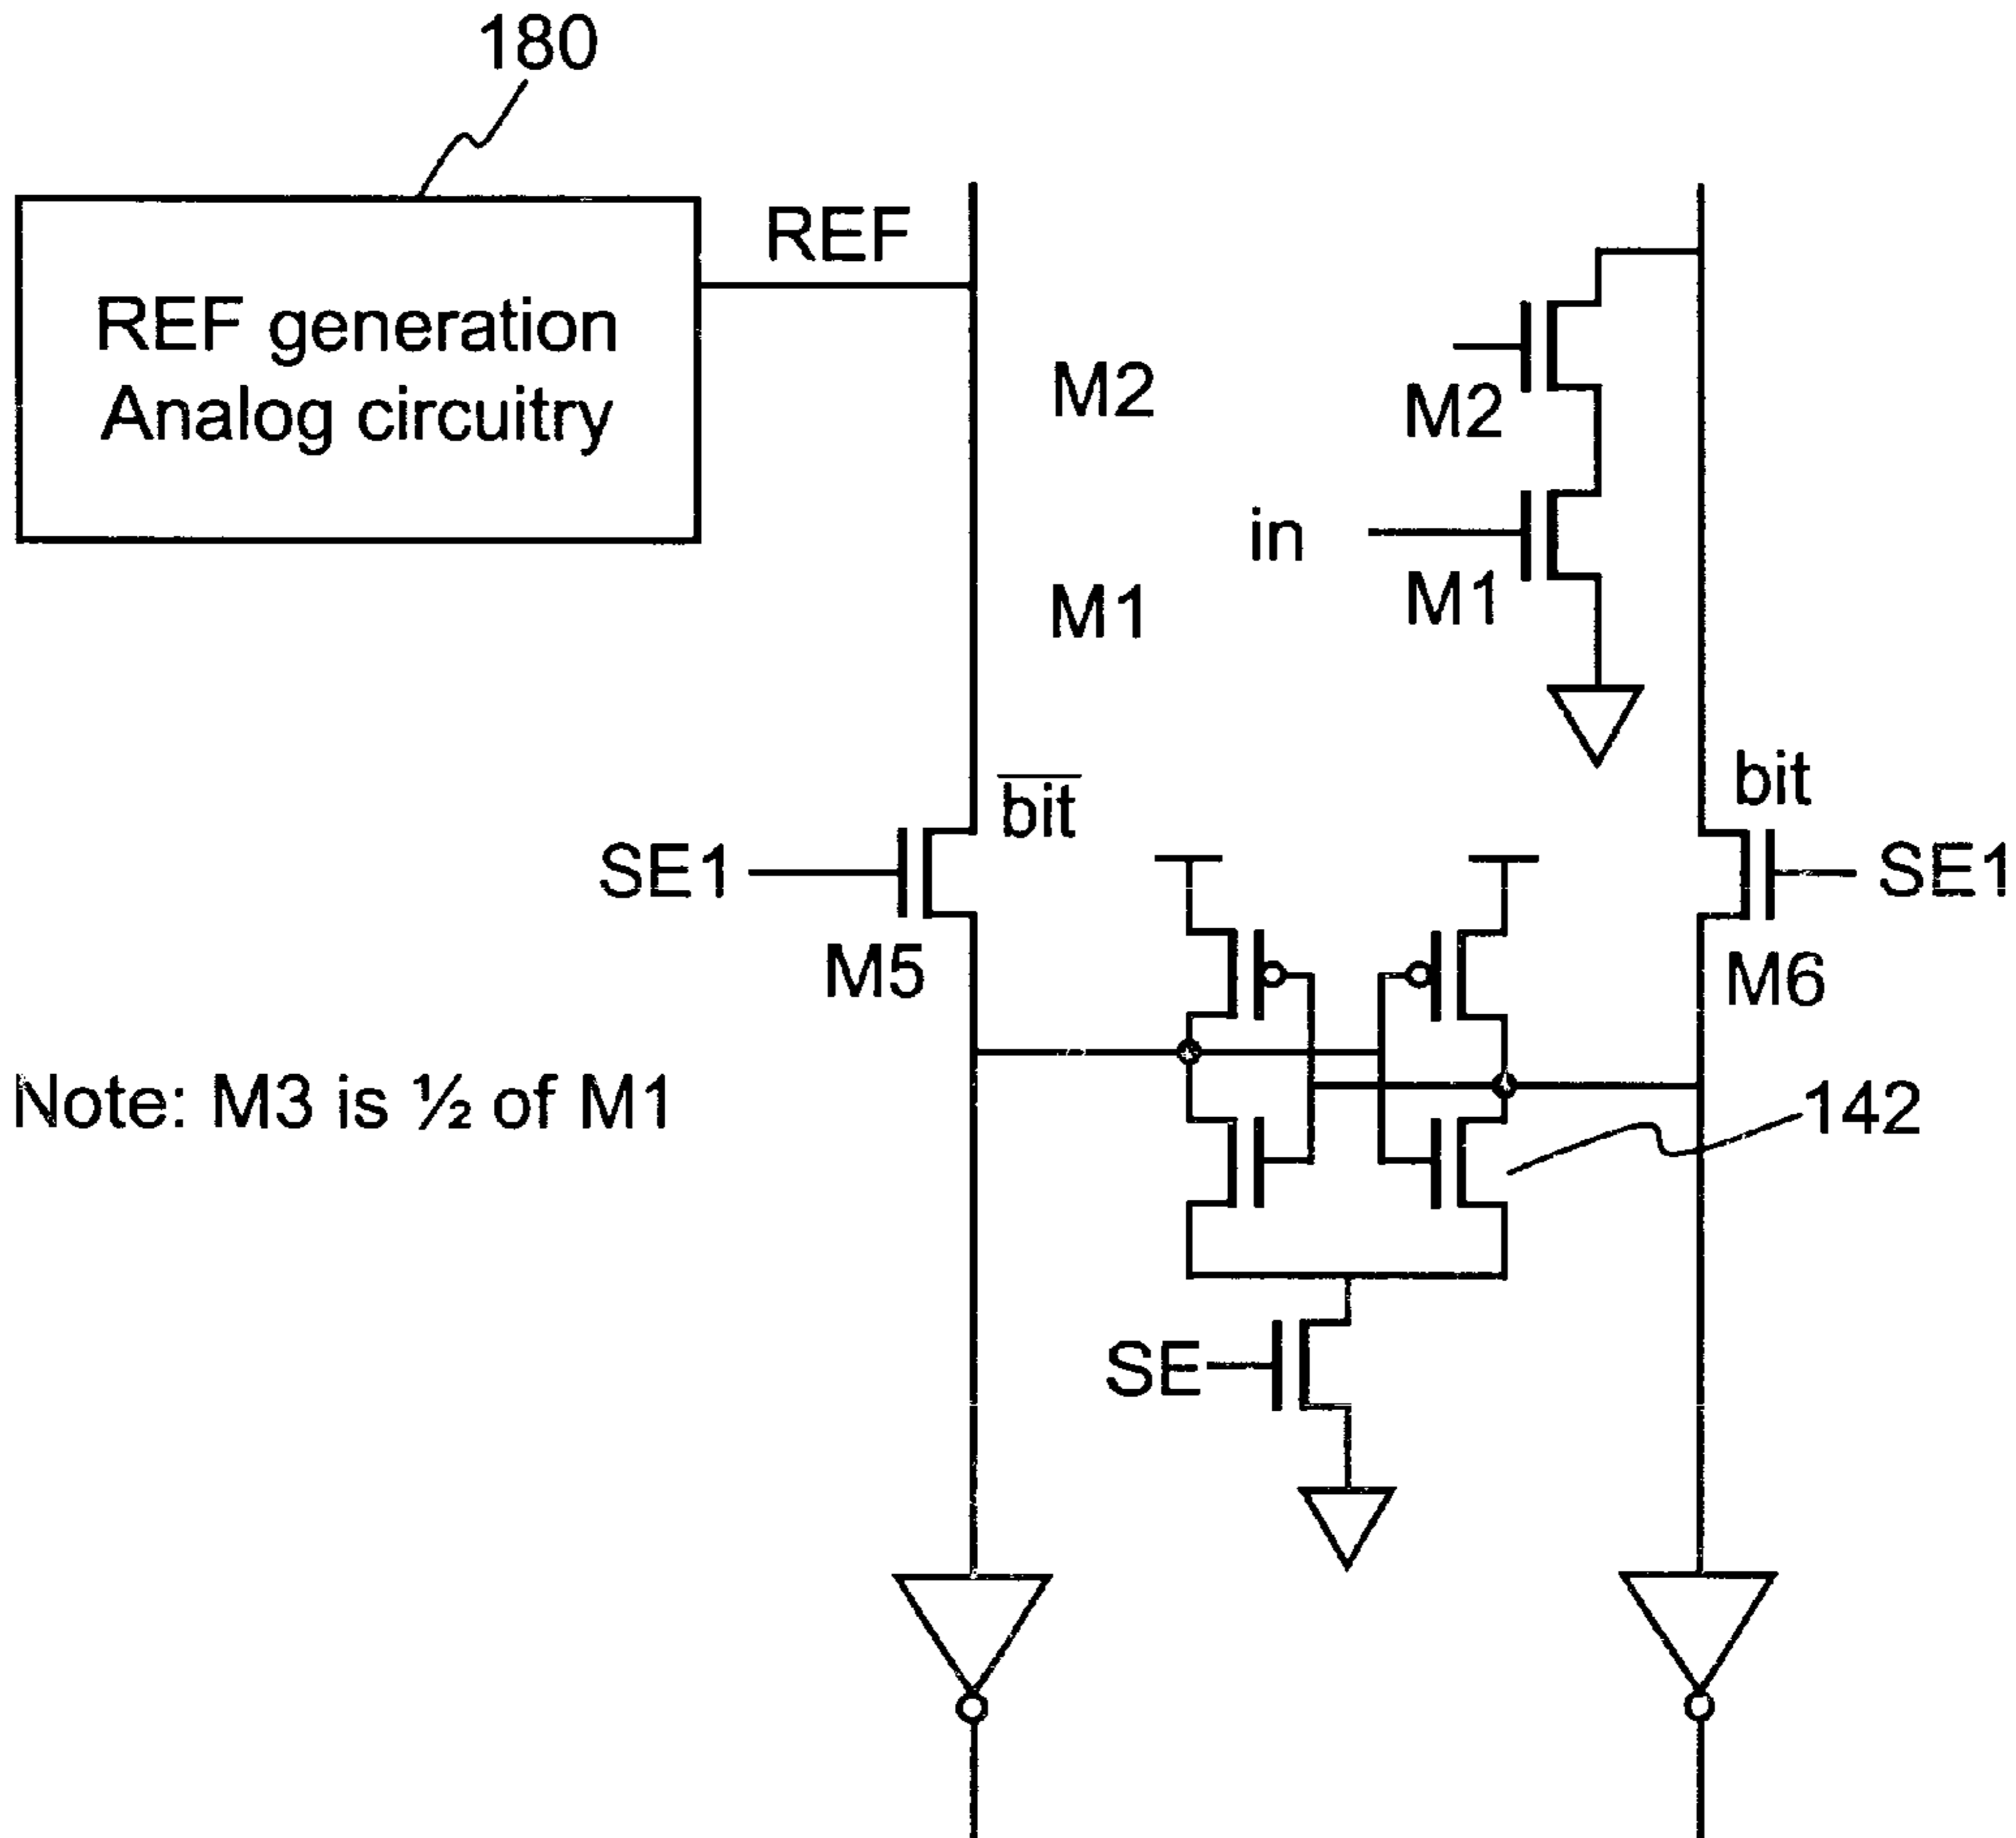 180
REF
REF generation
Analog circuitry
M2
M2
in
M1
M1
bit
bit
SE1
SE1
M5
M6
Note: M3 is ½ of M1
142
SE